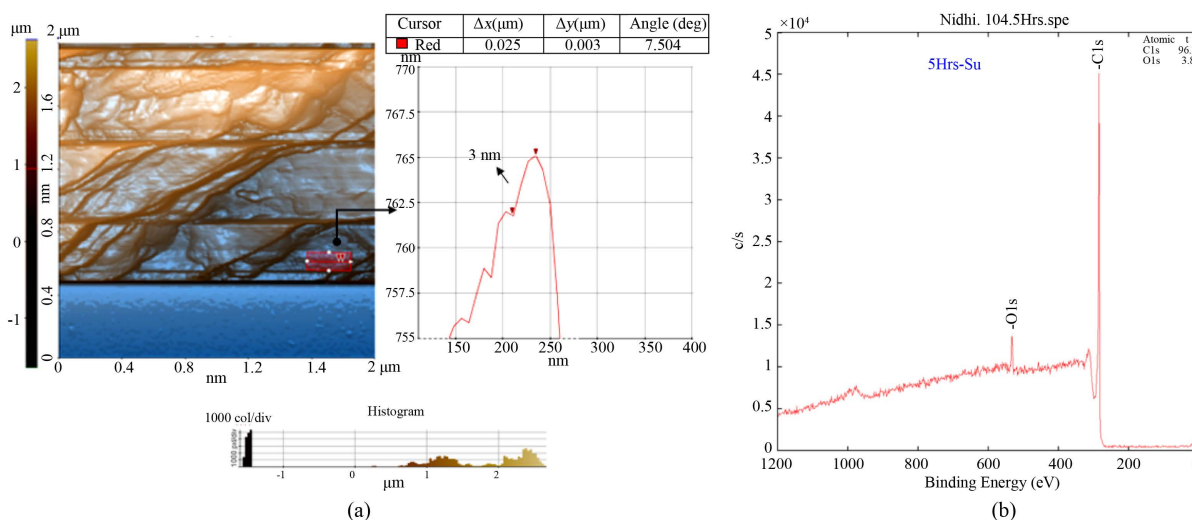 μm
2
1
0
-1
2 μm
1.6
1.2
nm
0.8
0.4
0
0 0.4 0.8 1.2 1.6 2 μm
nm
Cursor Δx(μm) Δy(μm) Angle (deg)
Red 0.025 0.003 7.504
nm
770
767.5
765
762.5
760
757.5
755
3 nm
150 200 250 300 350 400
nm
1000 col/div
Histogram
-1 0 1 2
μm
(a)
Nidhi. 104.5Hrs.spe
×10⁴
5
4.5
4
3.5
3
2.5
2
1.5
1
0.5
0
c/s
5Hrs-Su
Atomic t
C1s 96.
O1s 3.8
-C1s
-O1s
1200 1000 800 600 400 200
Binding Energy (eV)
(b)